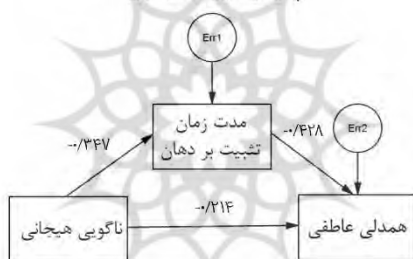 Err1
مدت زمان
تثبیت بر دهان
-۰/۳۴۷
-۰/۴۲۸
Err2
-۰/۲۱۴
ناگویی هیجانی
همدلی عاطفی